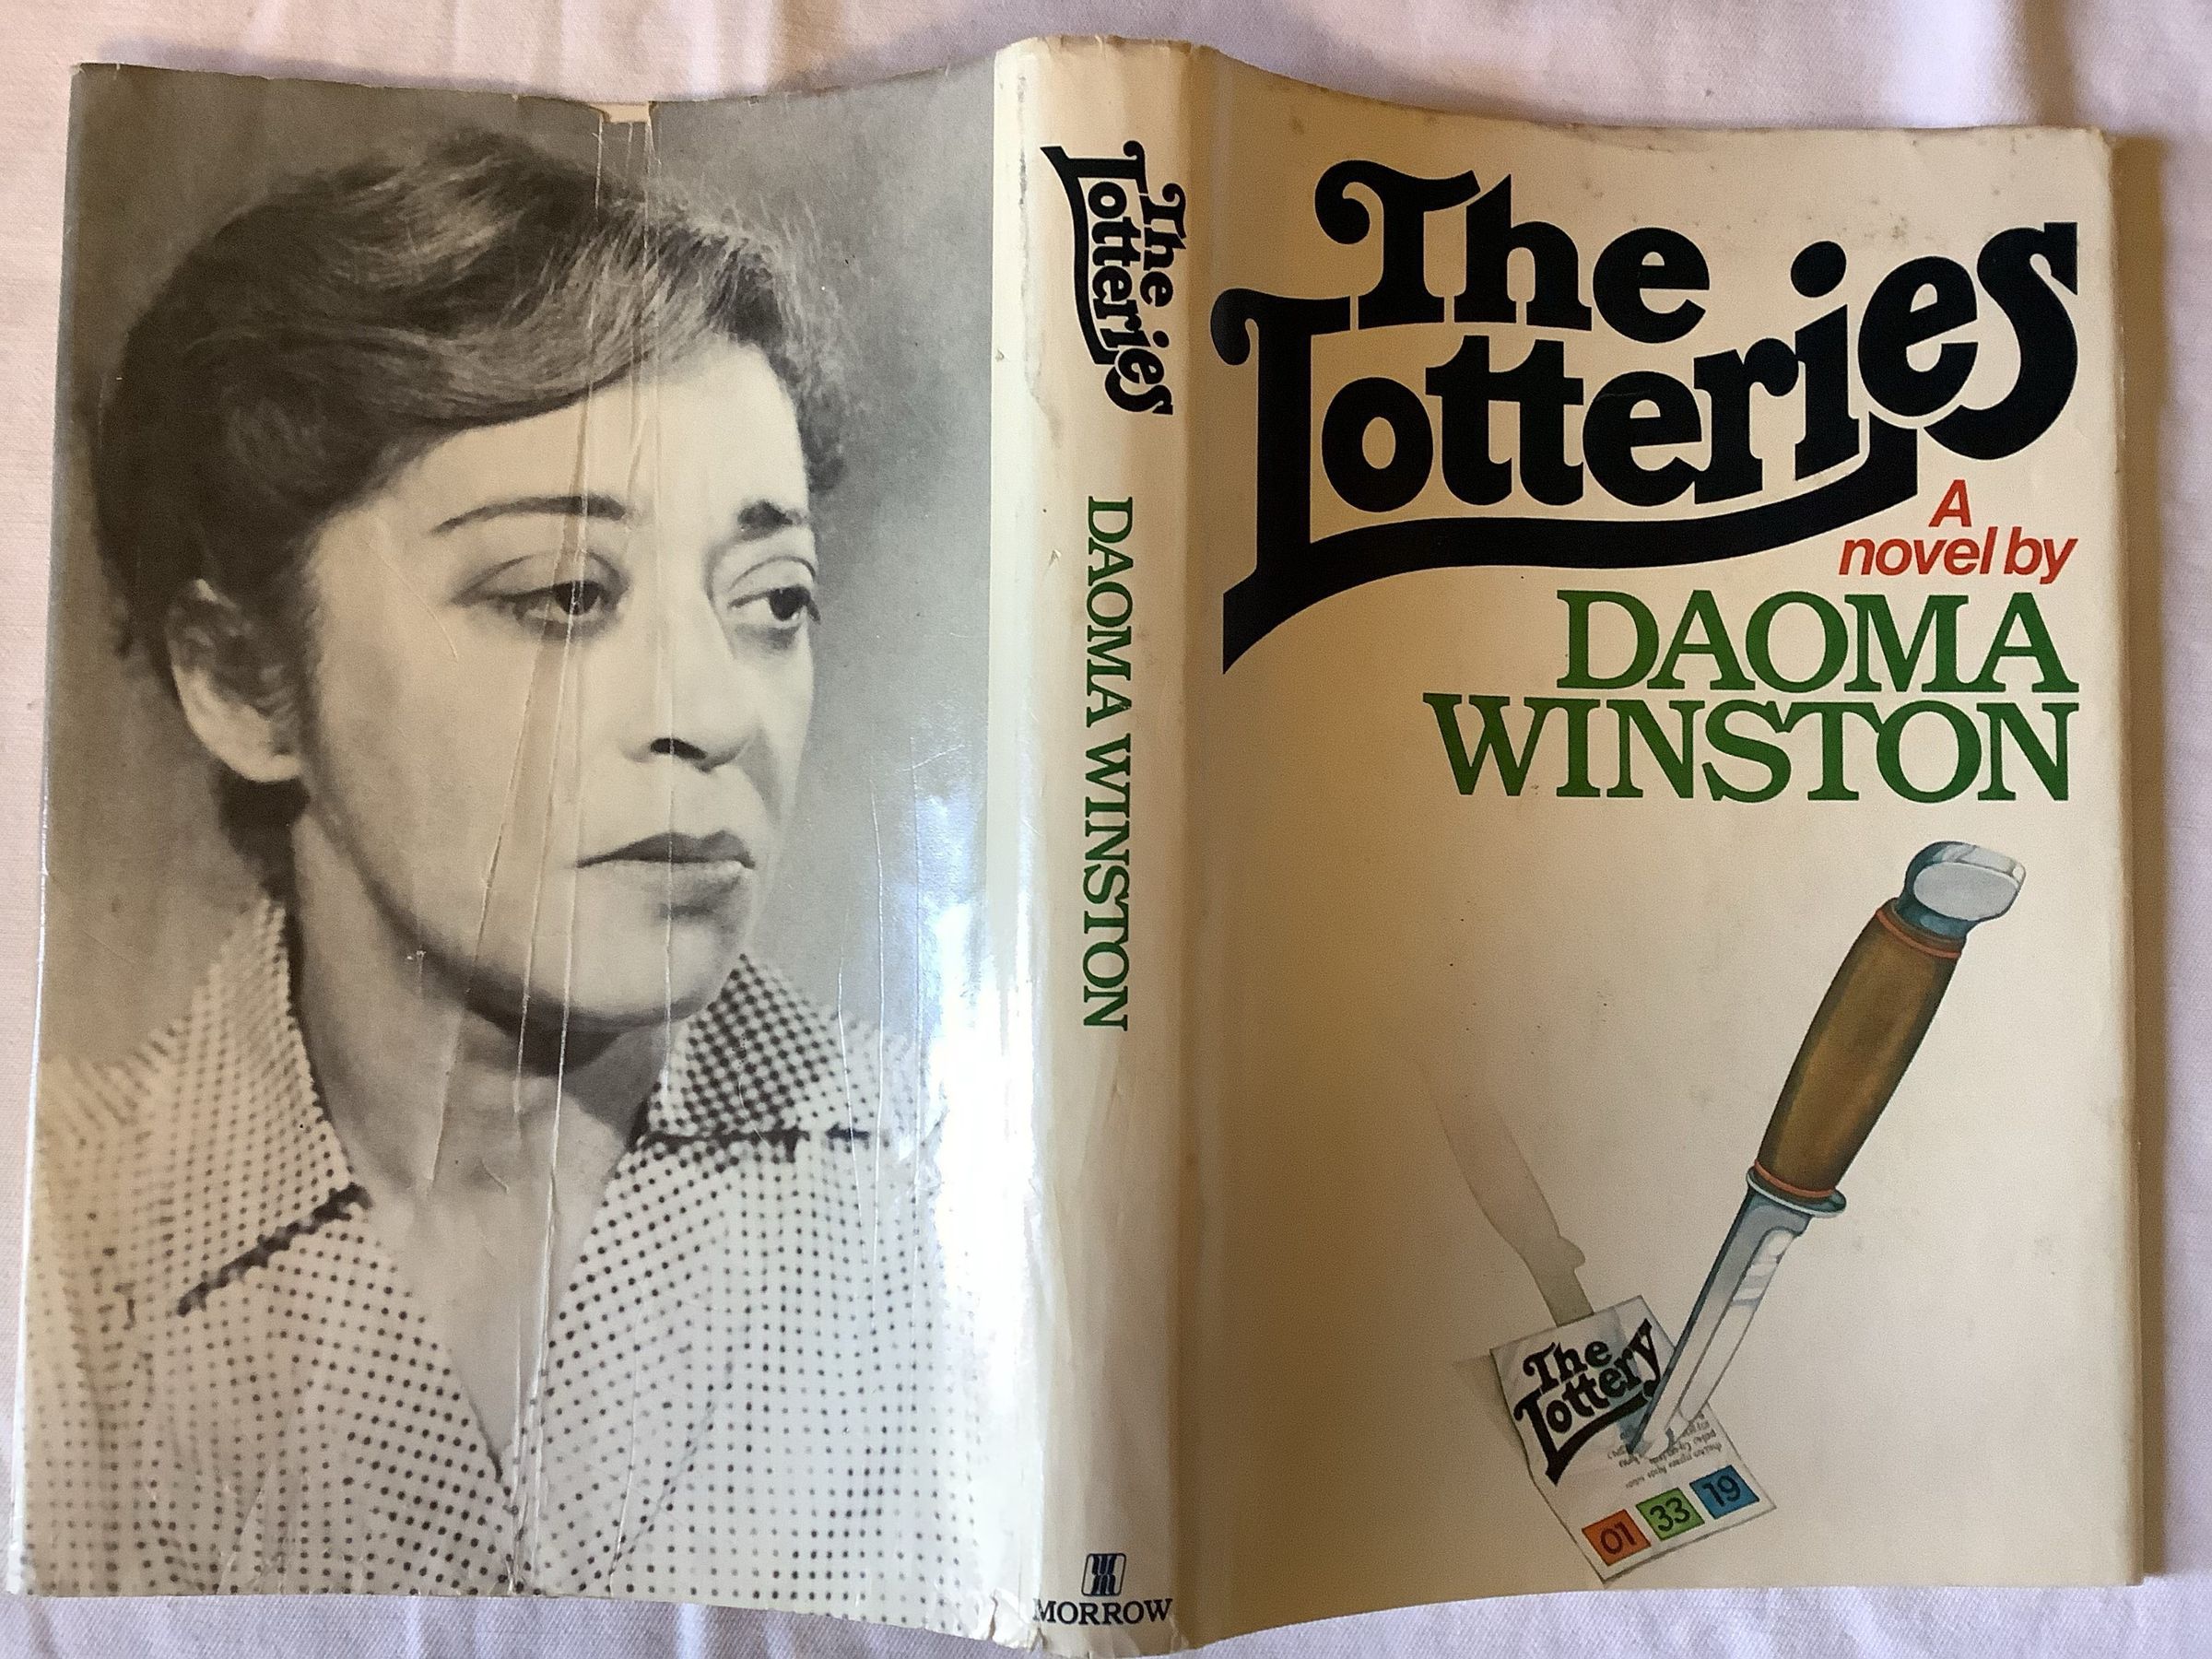 The
Lotteries
DAOMA WINSTON
MORROW
The
Lotteries
A
novel by
DAOMA
WINSTON
The
Lottery
01 33 19